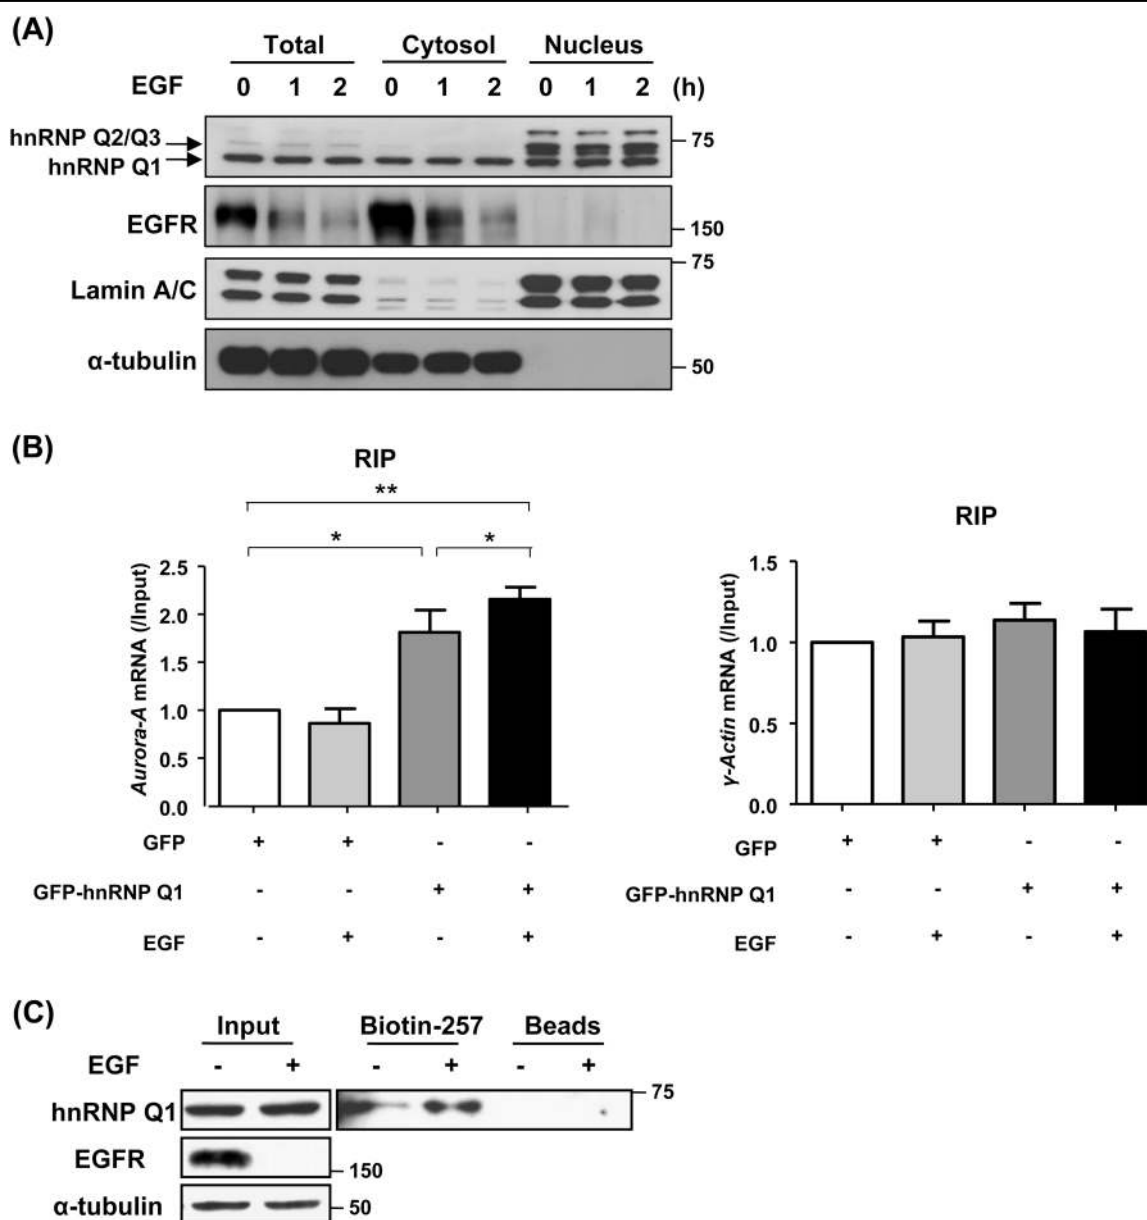 (A)
Total Cytosol Nucleus
EGF 0 1 2 0 1 2 0 1 2 (h)
hnRNP Q2/Q3
75
hnRNP Q1
EGFR
150
75
Lamin A/C
α-tubulin
50
(B)
RIP
**
* *
Aurora-A mRNA (/Input)
2.5
2.0
1.5
1.0
0.5
0.0
GFP + + - -
GFP-hnRNP Q1 - - + +
EGF - + - +
RIP
γ-Actin mRNA (/Input)
1.5
1.0
0.5
0.0
GFP + + - -
GFP-hnRNP Q1 - - + +
EGF - + - +
(C)
Input Biotin-257 Beads
EGF - + - + - +
75
hnRNP Q1
EGFR
150
α-tubulin
50